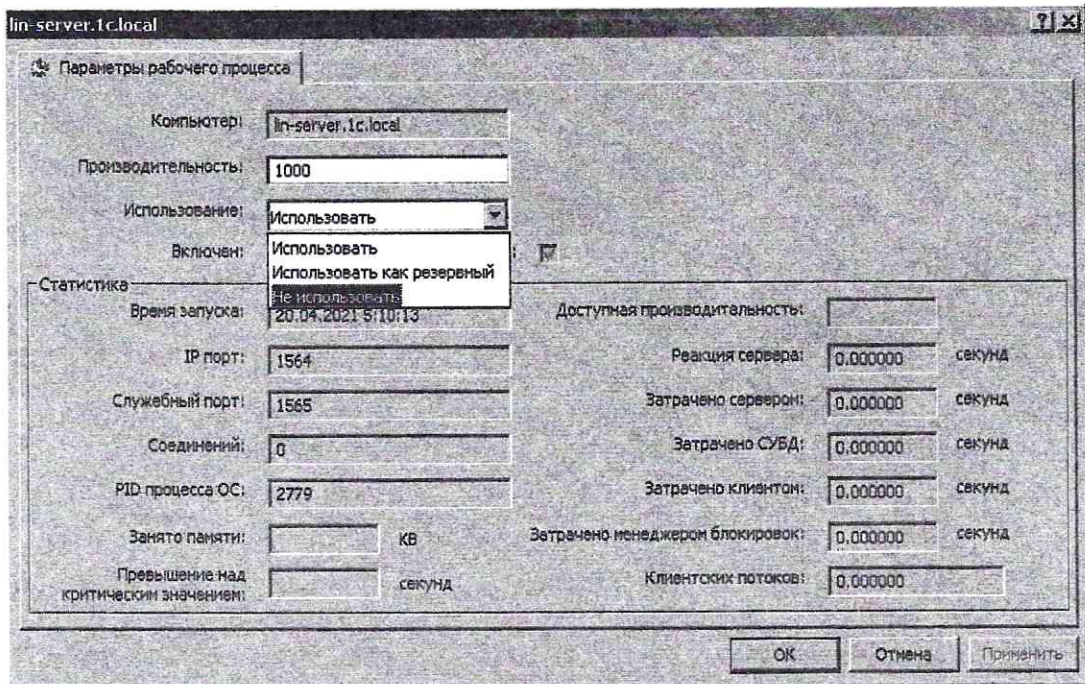 lin-server.1c.local
Параметры рабочего процесса
Компьютер: lin-server.1c.local
Производительность: 1000
Использование: Использовать
Включен:
Использовать
Использовать как резервный
Не использовать
Статистика
Время запуска: 20.04.2021 5:10:13
Доступная производительность:
IP порт: 1564
Реакция сервера: 0.000000 секунд
Служебный порт: 1565
Затрачено сервером: 0.000000 секунд
Соединений: 0
Затрачено СУБД: 0.000000 секунд
PID процесса ОС: 2779
Затрачено клиентом: 0.000000 секунд
Занято памяти: KB
Затрачено менеджером блокировок: 0.000000 секунд
Превышение над
критическим значением: секунд
Клиентских потоков: 0.000000
OK
Отмена
Применить